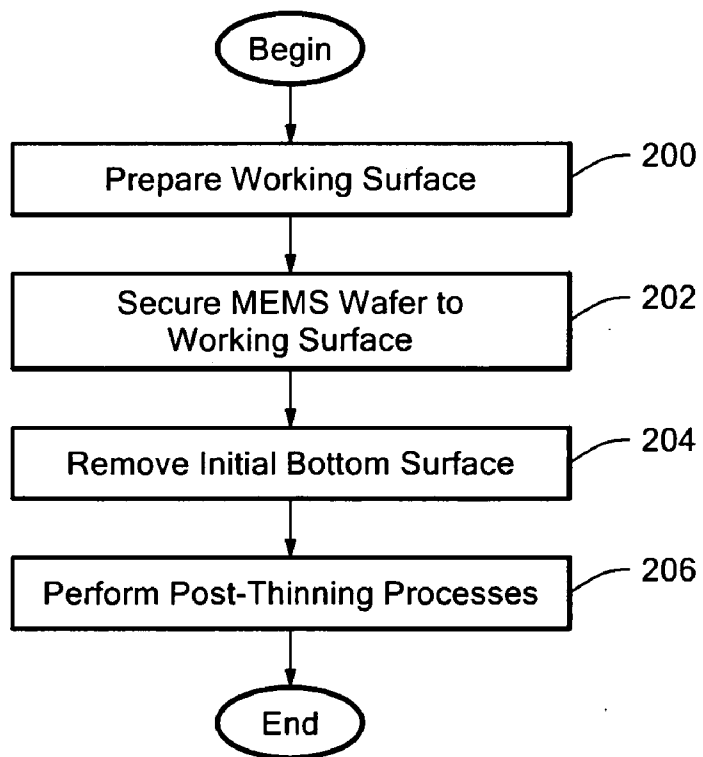 Begin
Prepare Working Surface
200
Secure MEMS Wafer to
Working Surface
202
Remove Initial Bottom Surface
204
Perform Post-Thinning Processes
206
End